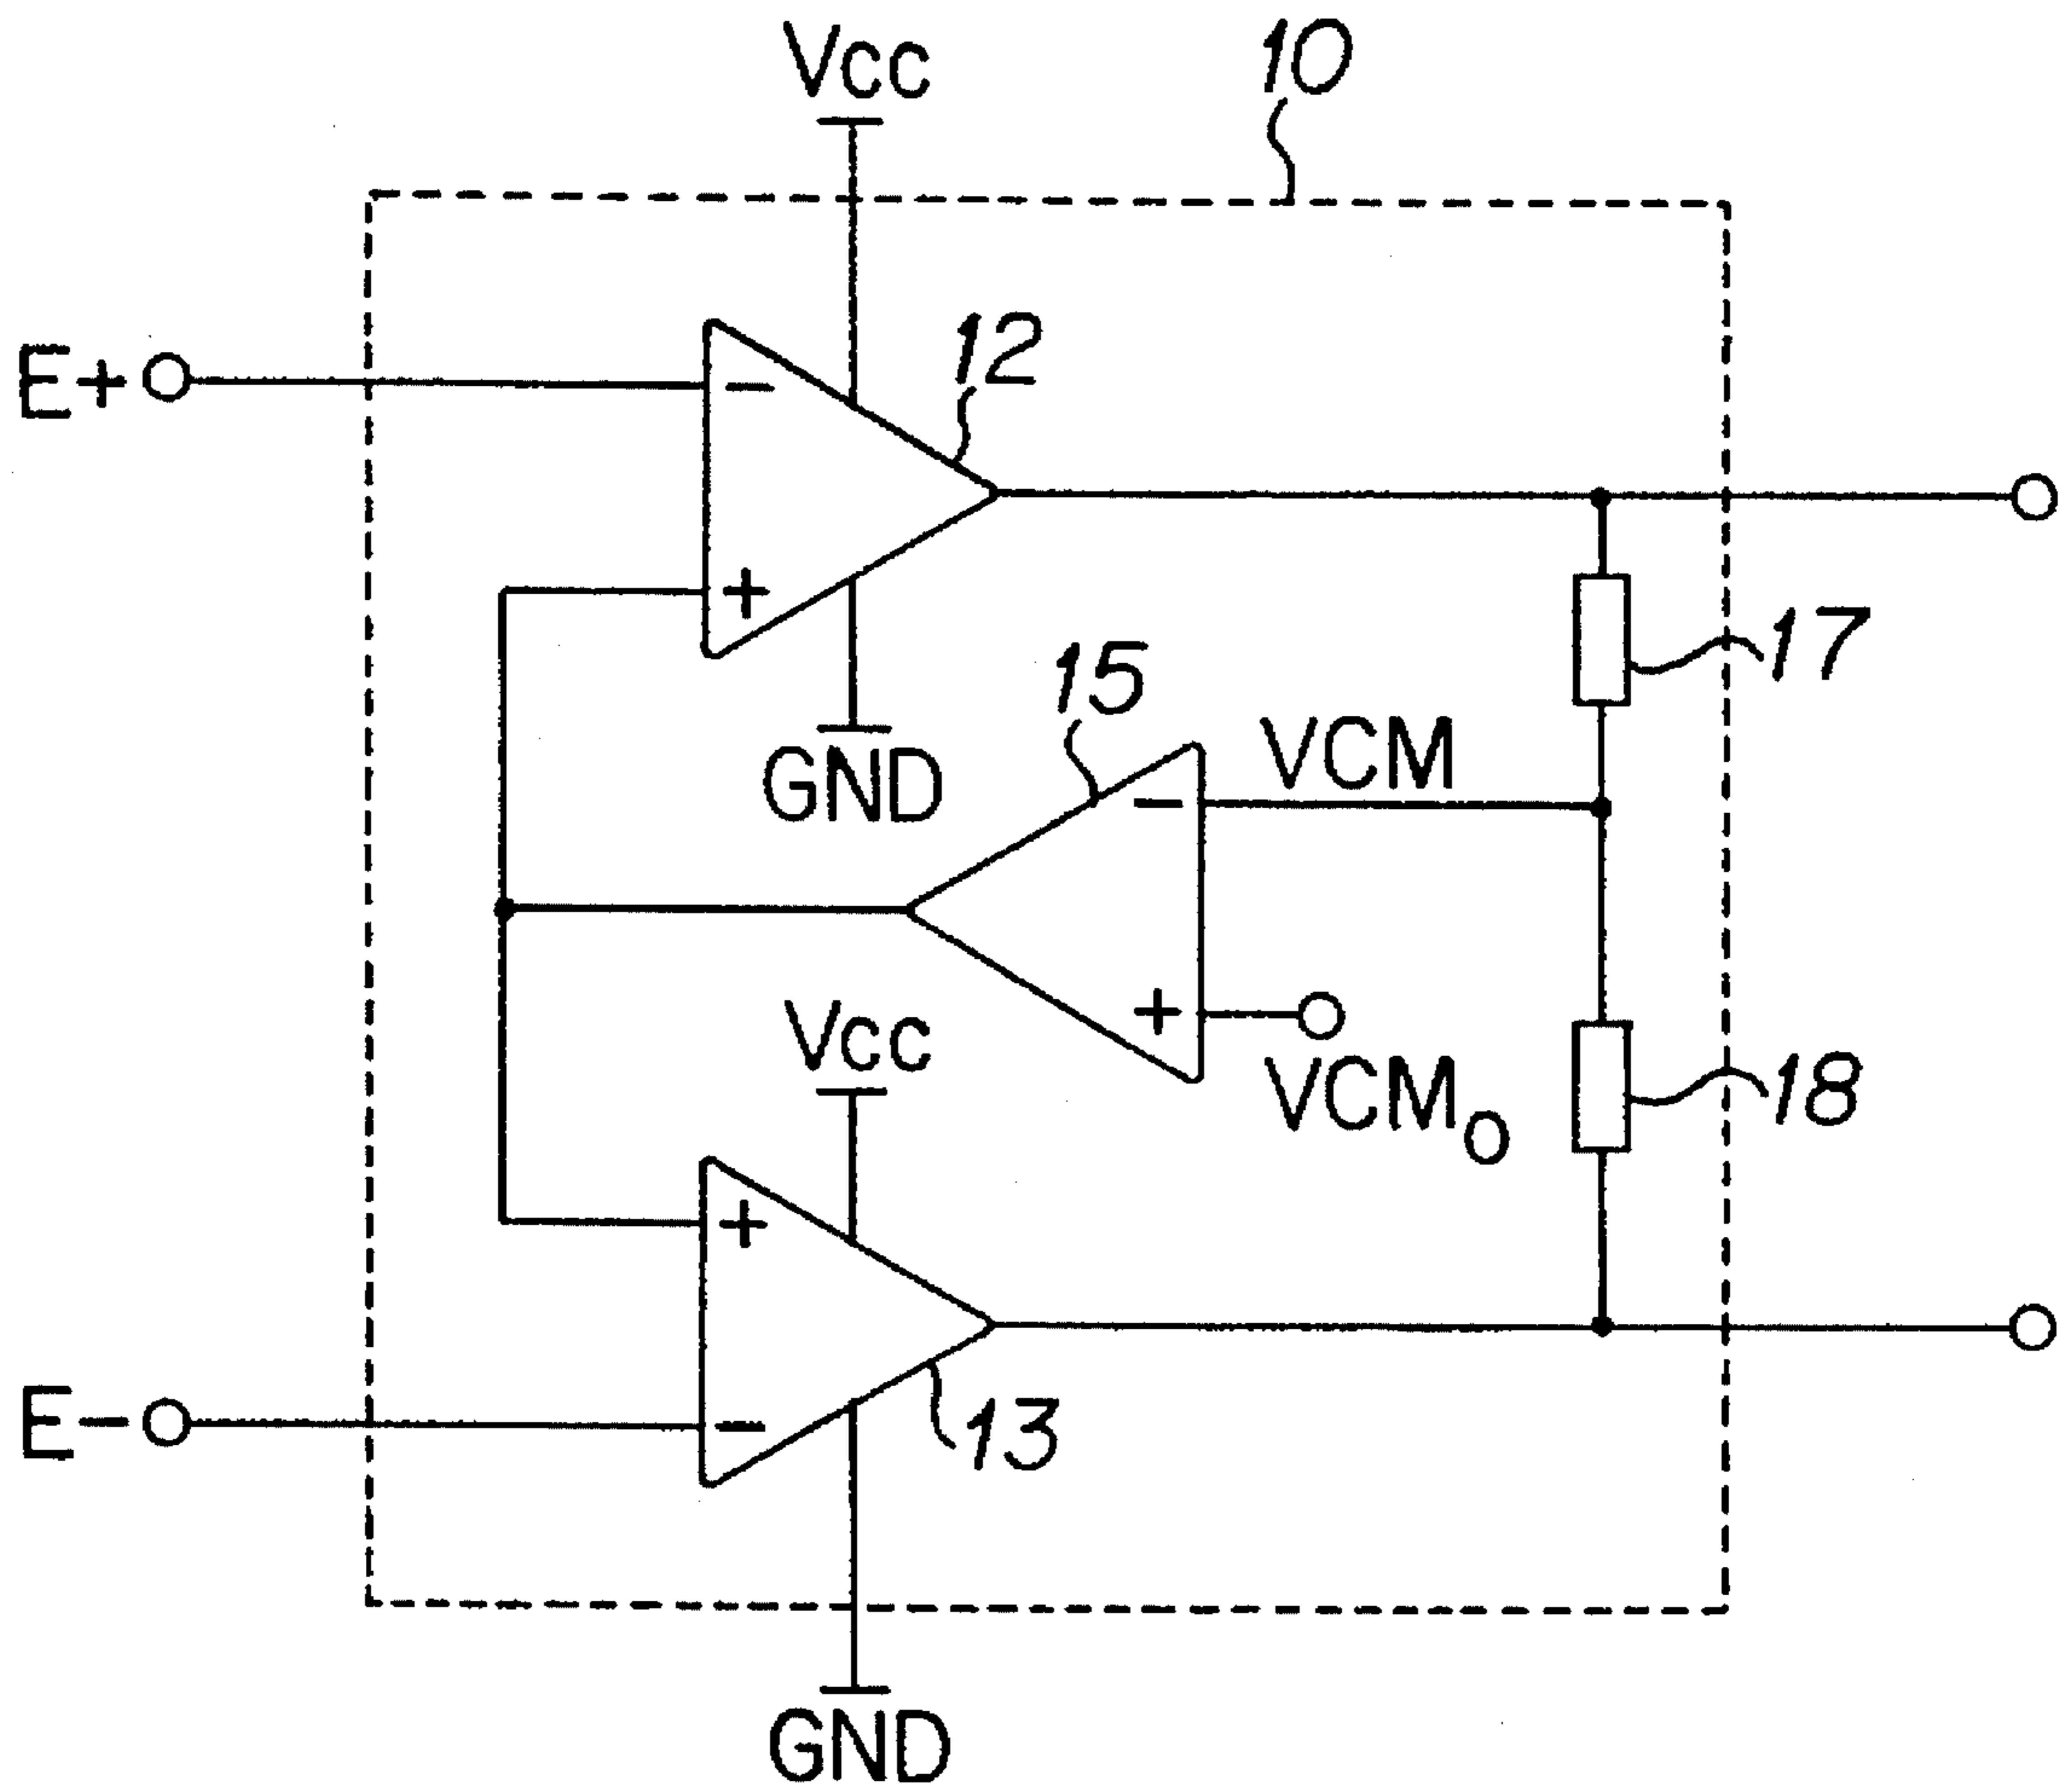 Vcc
10
E+
12
-
+
17
GND
15
VCM
-
+
VCM₀
Vcc
18
+
-
E-
13
GND